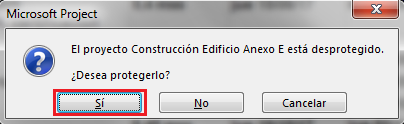 Microsoft Project
El proyecto Construcción Edificio Anexo E está desprotegido.
¿Desea protegerlo?
Sí
No
Cancelar